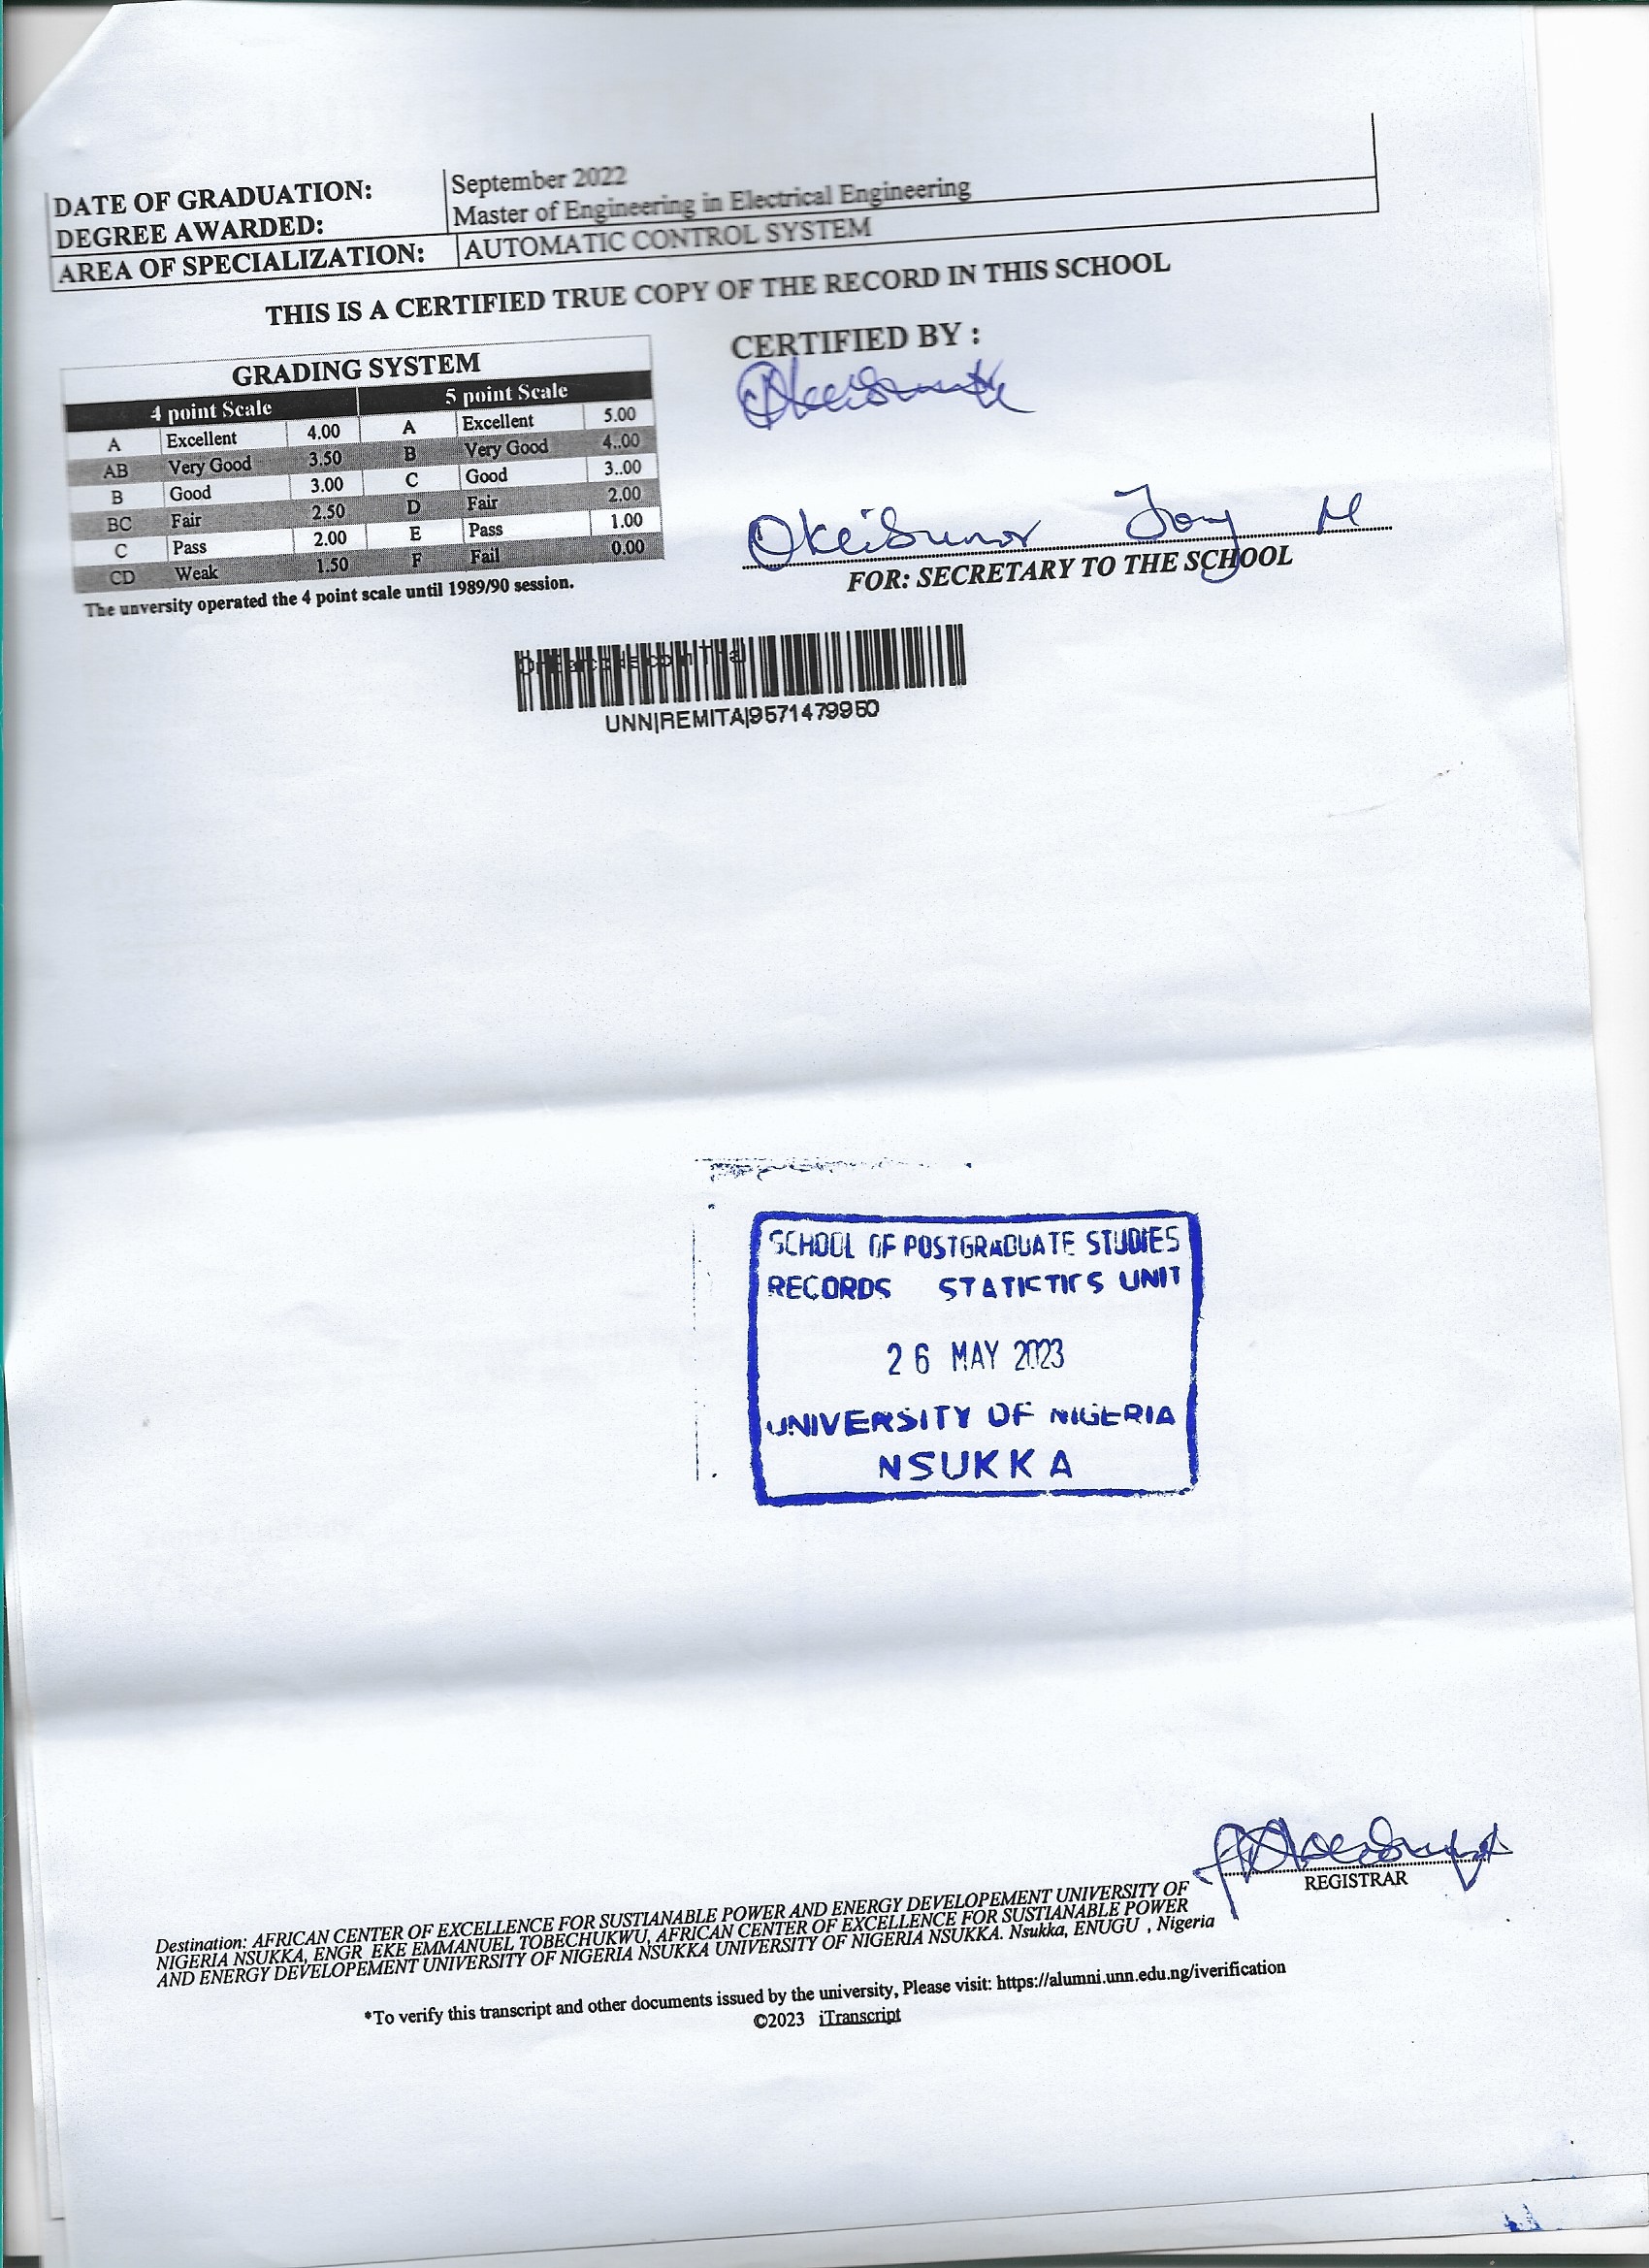 DATE OF GRADUATION: September 2022
DEGREE AWARDED: Master of Engineering in Electrical Engineering
AREA OF SPECIALIZATION: AUTOMATIC CONTROL SYSTEM
THIS IS A CERTIFIED TRUE COPY OF THE RECORD IN THIS SCHOOL
GRADING SYSTEM
4 point Scale 5 point Scale
A Excellent 4.00 A Excellent 5.00
AB Very Good 3.50 B Very Good 4..00
B Good 3.00 C Good 3..00
BC Fair 2.50 D Fair 2.00
C Pass 2.00 E Pass 1.00
CD Weak 1.50 F Fail 0.00
The unversity operated the 4 point scale until 1989/90 session.
CERTIFIED BY :
Okeibunor Joy N
FOR: SECRETARY TO THE SCHOOL
UNN|REMITA|9571479950
SCHOOL OF POSTGRADUATE STUDIES
RECORDS STATISTICS UNIT
26 MAY 2023
UNIVERSITY OF NIGERIA
NSUKKA
REGISTRAR
Destination: AFRICAN CENTER OF EXCELLENCE FOR SUSTIANABLE POWER AND ENERGY DEVELOPEMENT UNIVERSITY OF
NIGERIA NSUKKA, ENGR EKE EMMANUEL TOBECHUKWU, AFRICAN CENTER OF EXCELLENCE FOR SUSTIANABLE POWER
AND ENERGY DEVELOPEMENT UNIVERSITY OF NIGERIA NSUKKA UNIVERSITY OF NIGERIA NSUKKA. Nsukka, ENUGU , Nigeria
*To verify this transcript and other documents issued by the university, Please visit: https://alumni.unn.edu.ng/iverification
©2023 iTranscript